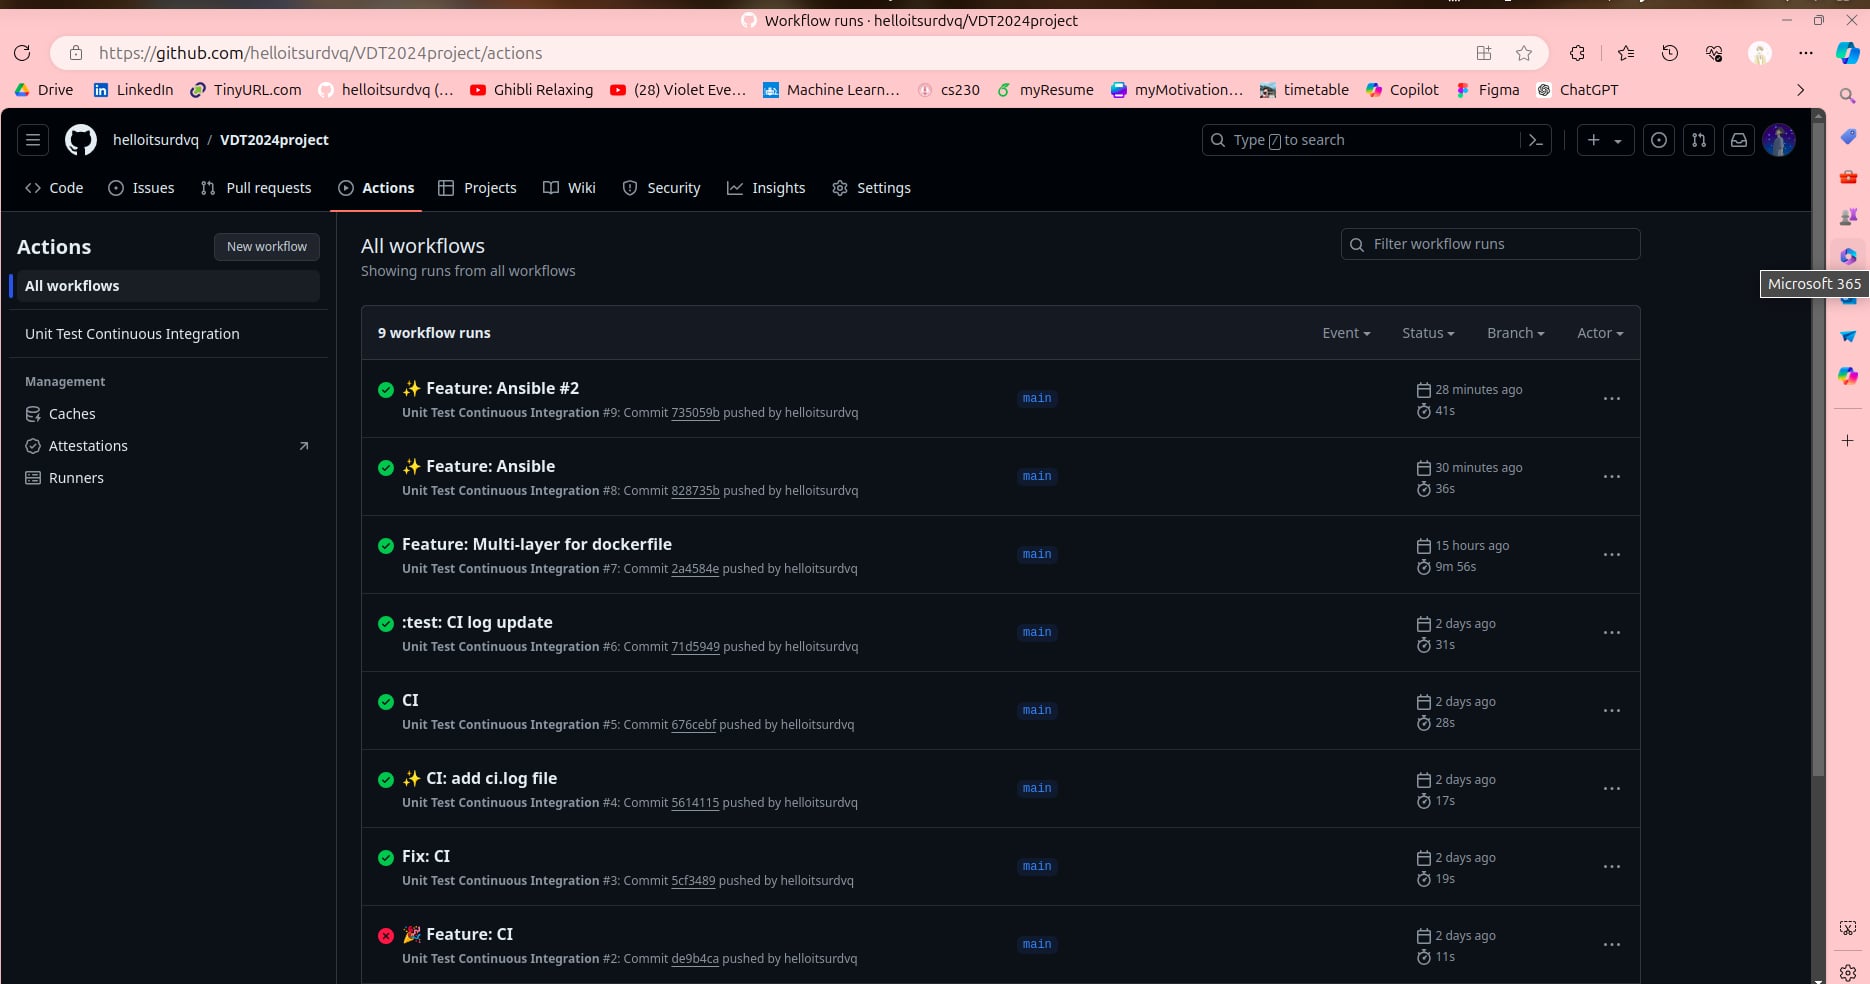 Workflow runs · helloitsurdvq/VDT2024project
https://github.com/helloitsurdvq/VDT2024project/actions
Drive
LinkedIn
TinyURL.com
helloitsurdvq (...
Ghibli Relaxing
(28) Violet Eve...
Machine Learn...
cs230
myResume
myMotivation...
timetable
Copilot
Figma
ChatGPT
helloitsurdvq / VDT2024project
Type / to search
Code
Issues
Pull requests
Actions
Projects
Wiki
Security
Insights
Settings
Actions
New workflow
All workflows
Unit Test Continuous Integration
Management
Caches
Attestations
Runners
All workflows
Showing runs from all workflows
Filter workflow runs
Microsoft 365
9 workflow runs
Event
Status
Branch
Actor
✨ Feature: Ansible #2
Unit Test Continuous Integration #9: Commit 735059b pushed by helloitsurdvq
main
28 minutes ago
41s
✨ Feature: Ansible
Unit Test Continuous Integration #8: Commit 828735b pushed by helloitsurdvq
main
30 minutes ago
36s
Feature: Multi-layer for dockerfile
Unit Test Continuous Integration #7: Commit 2a4584e pushed by helloitsurdvq
main
15 hours ago
9m 56s
:test: CI log update
Unit Test Continuous Integration #6: Commit 71d5949 pushed by helloitsurdvq
main
2 days ago
31s
CI
Unit Test Continuous Integration #5: Commit 676cebf pushed by helloitsurdvq
main
2 days ago
28s
✨ CI: add ci.log file
Unit Test Continuous Integration #4: Commit 5614115 pushed by helloitsurdvq
main
2 days ago
17s
Fix: CI
Unit Test Continuous Integration #3: Commit 5cf3489 pushed by helloitsurdvq
main
2 days ago
19s
🎉 Feature: CI
Unit Test Continuous Integration #2: Commit de9b4ca pushed by helloitsurdvq
main
2 days ago
11s